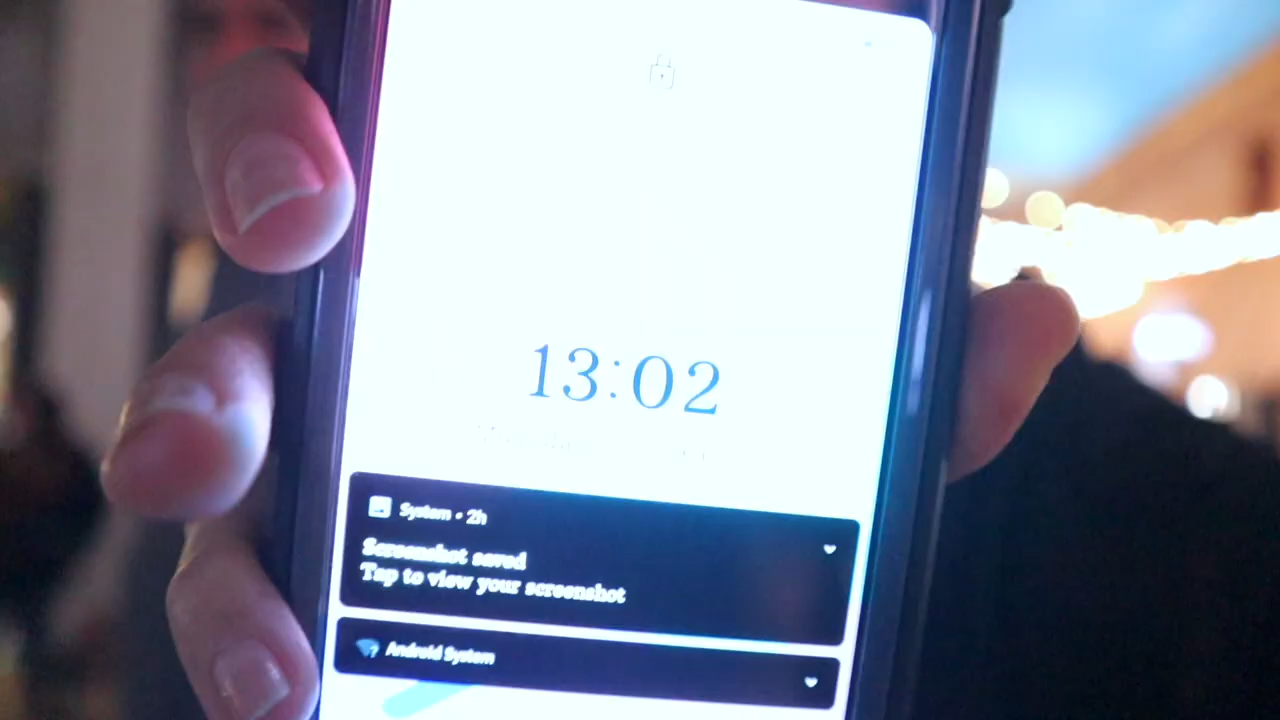 13:02
System • 2h
Screenshot saved
Tap to view your screenshot
Android System